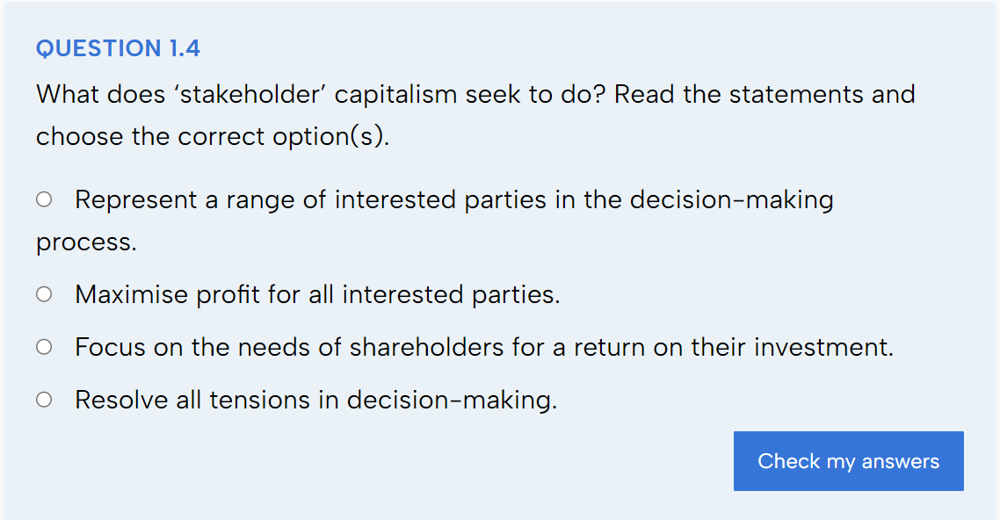 QUESTION 1.4
What does ‘stakeholder’ capitalism seek to do? Read the statements and
choose the correct option(s).
Represent a range of interested parties in the decision-making
process.
Maximise profit for all interested parties.
Focus on the needs of shareholders for a return on their investment.
Resolve all tensions in decision-making.
Check my answers